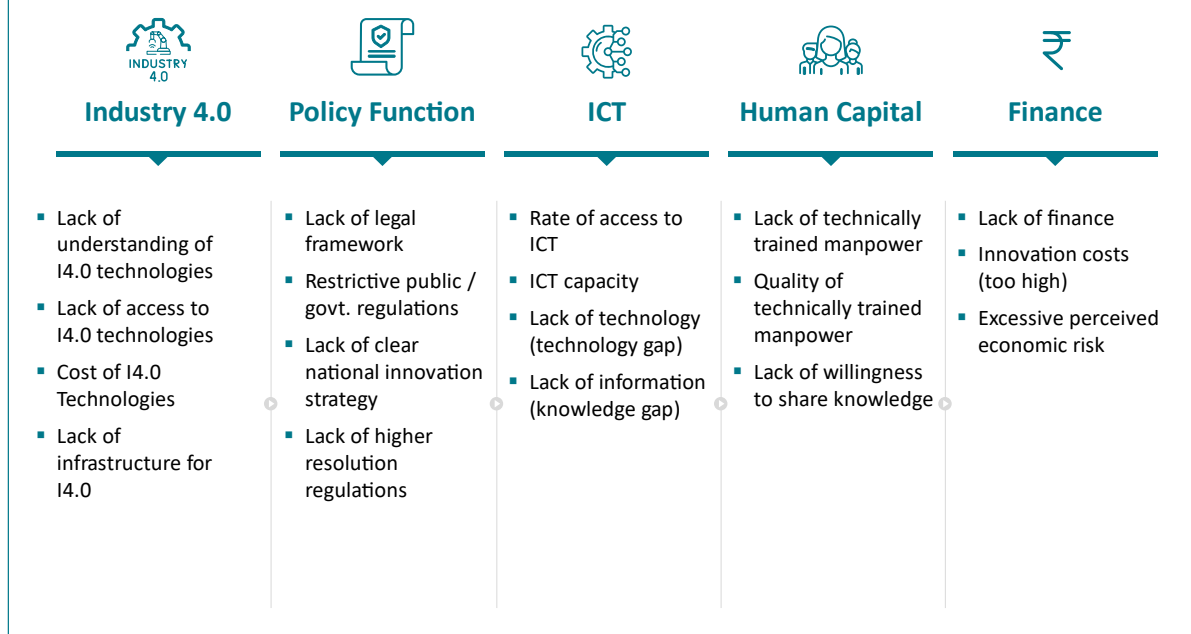 INDUSTRY
4.0
Industry 4.0
Policy Function
ICT
Human Capital
Finance
▪ Lack of
understanding of
I4.0 technologies
▪ Lack of access to
I4.0 technologies
▪ Cost of I4.0
Technologies
▪ Lack of
infrastructure for
I4.0
▪ Lack of legal
framework
▪ Restrictive public /
govt. regulations
▪ Lack of clear
national innovation
strategy
▪ Lack of higher
resolution
regulations
▪ Rate of access to
ICT
▪ ICT capacity
▪ Lack of technology
(technology gap)
▪ Lack of information
(knowledge gap)
▪ Lack of technically
trained manpower
▪ Quality of
technically trained
manpower
▪ Lack of willingness
to share knowledge
▪ Lack of finance
▪ Innovation costs
(too high)
▪ Excessive perceived
economic risk